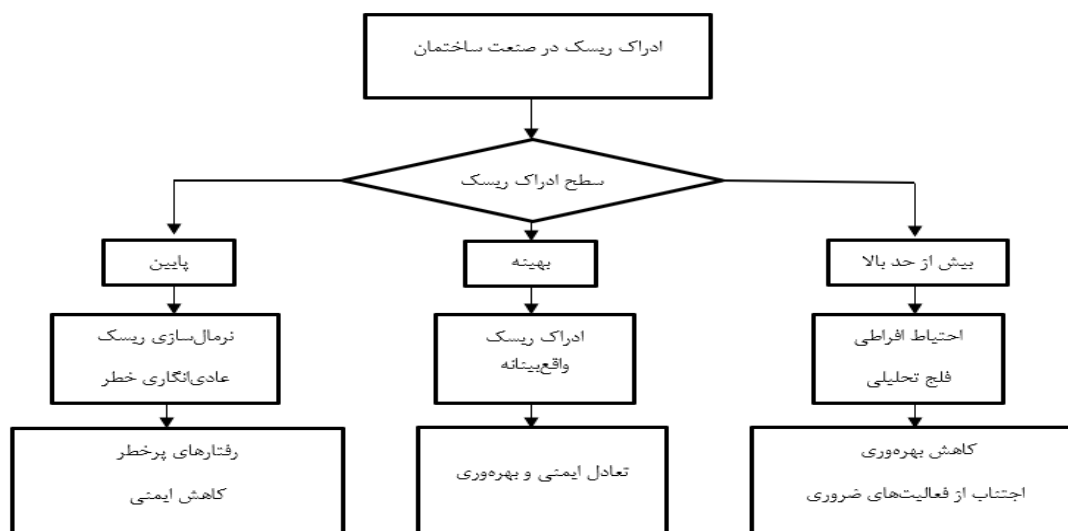 ادراک ریسک در صنعت ساختمان
سطح ادراک ریسک
بیش از حد بالا
بهینه
پایین
احتیاط افراطی
فلج تحلیلی
ادراک ریسک
واقع‌بینانه
نرمال‌سازی ریسک
عادی‌انگاری خطر
کاهش بهره‌وری
اجتناب از فعالیت‌های ضروری
تعادل ایمنی و بهره‌وری
رفتارهای پرخطر
کاهش ایمنی